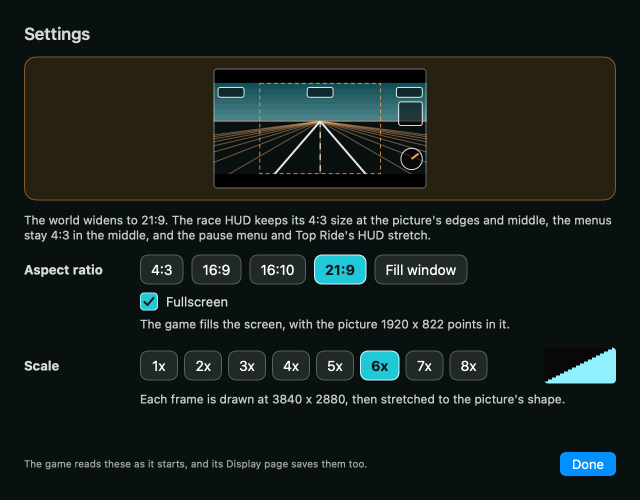 Settings
The world widens to 21:9. The race HUD keeps its 4:3 size at the picture's edges and middle, the menus
stay 4:3 in the middle, and the pause menu and Top Ride's HUD stretch.
Aspect ratio
4:3
16:9
16:10
21:9
Fill window
Fullscreen
The game fills the screen, with the picture 1920 x 822 points in it.
Scale
1x
2x
3x
4x
5x
6x
7x
8x
Each frame is drawn at 3840 x 2880, then stretched to the picture's shape.
The game reads these as it starts, and its Display page saves them too.
Done